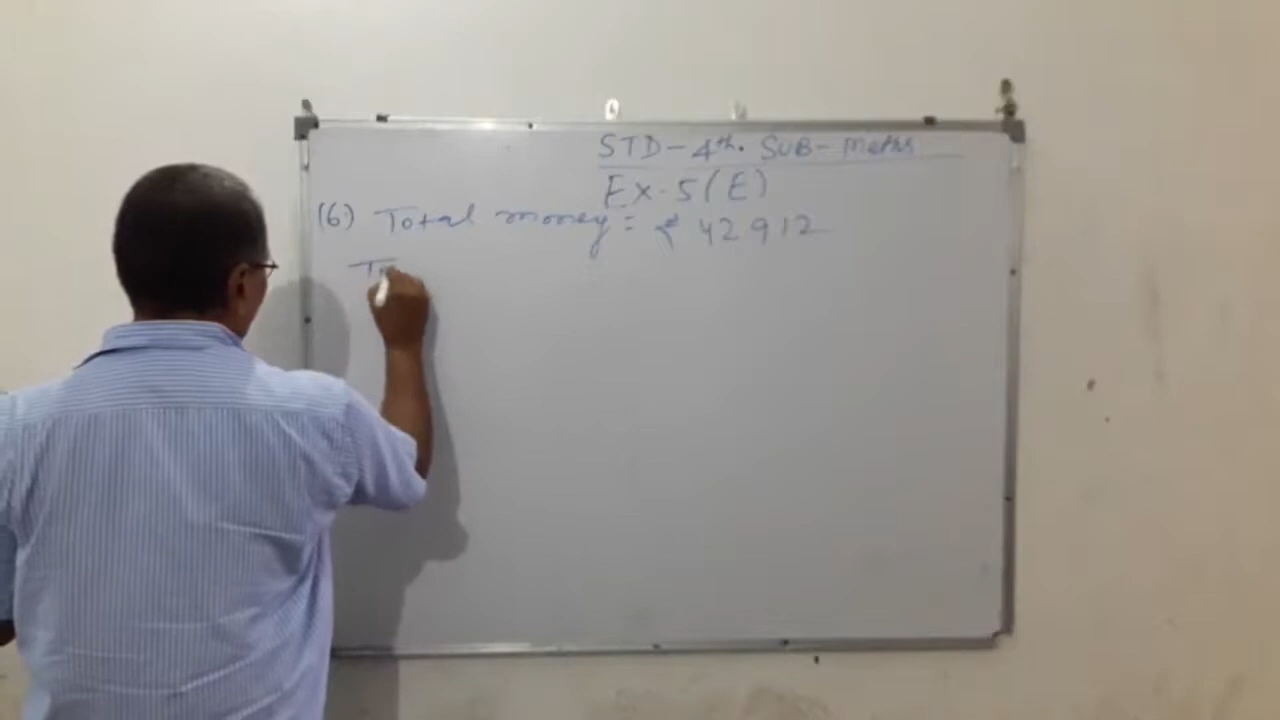 STD - 4th. SUB - Maths
EX. 5(E)
(6.) Total money = ₹ 42912
T